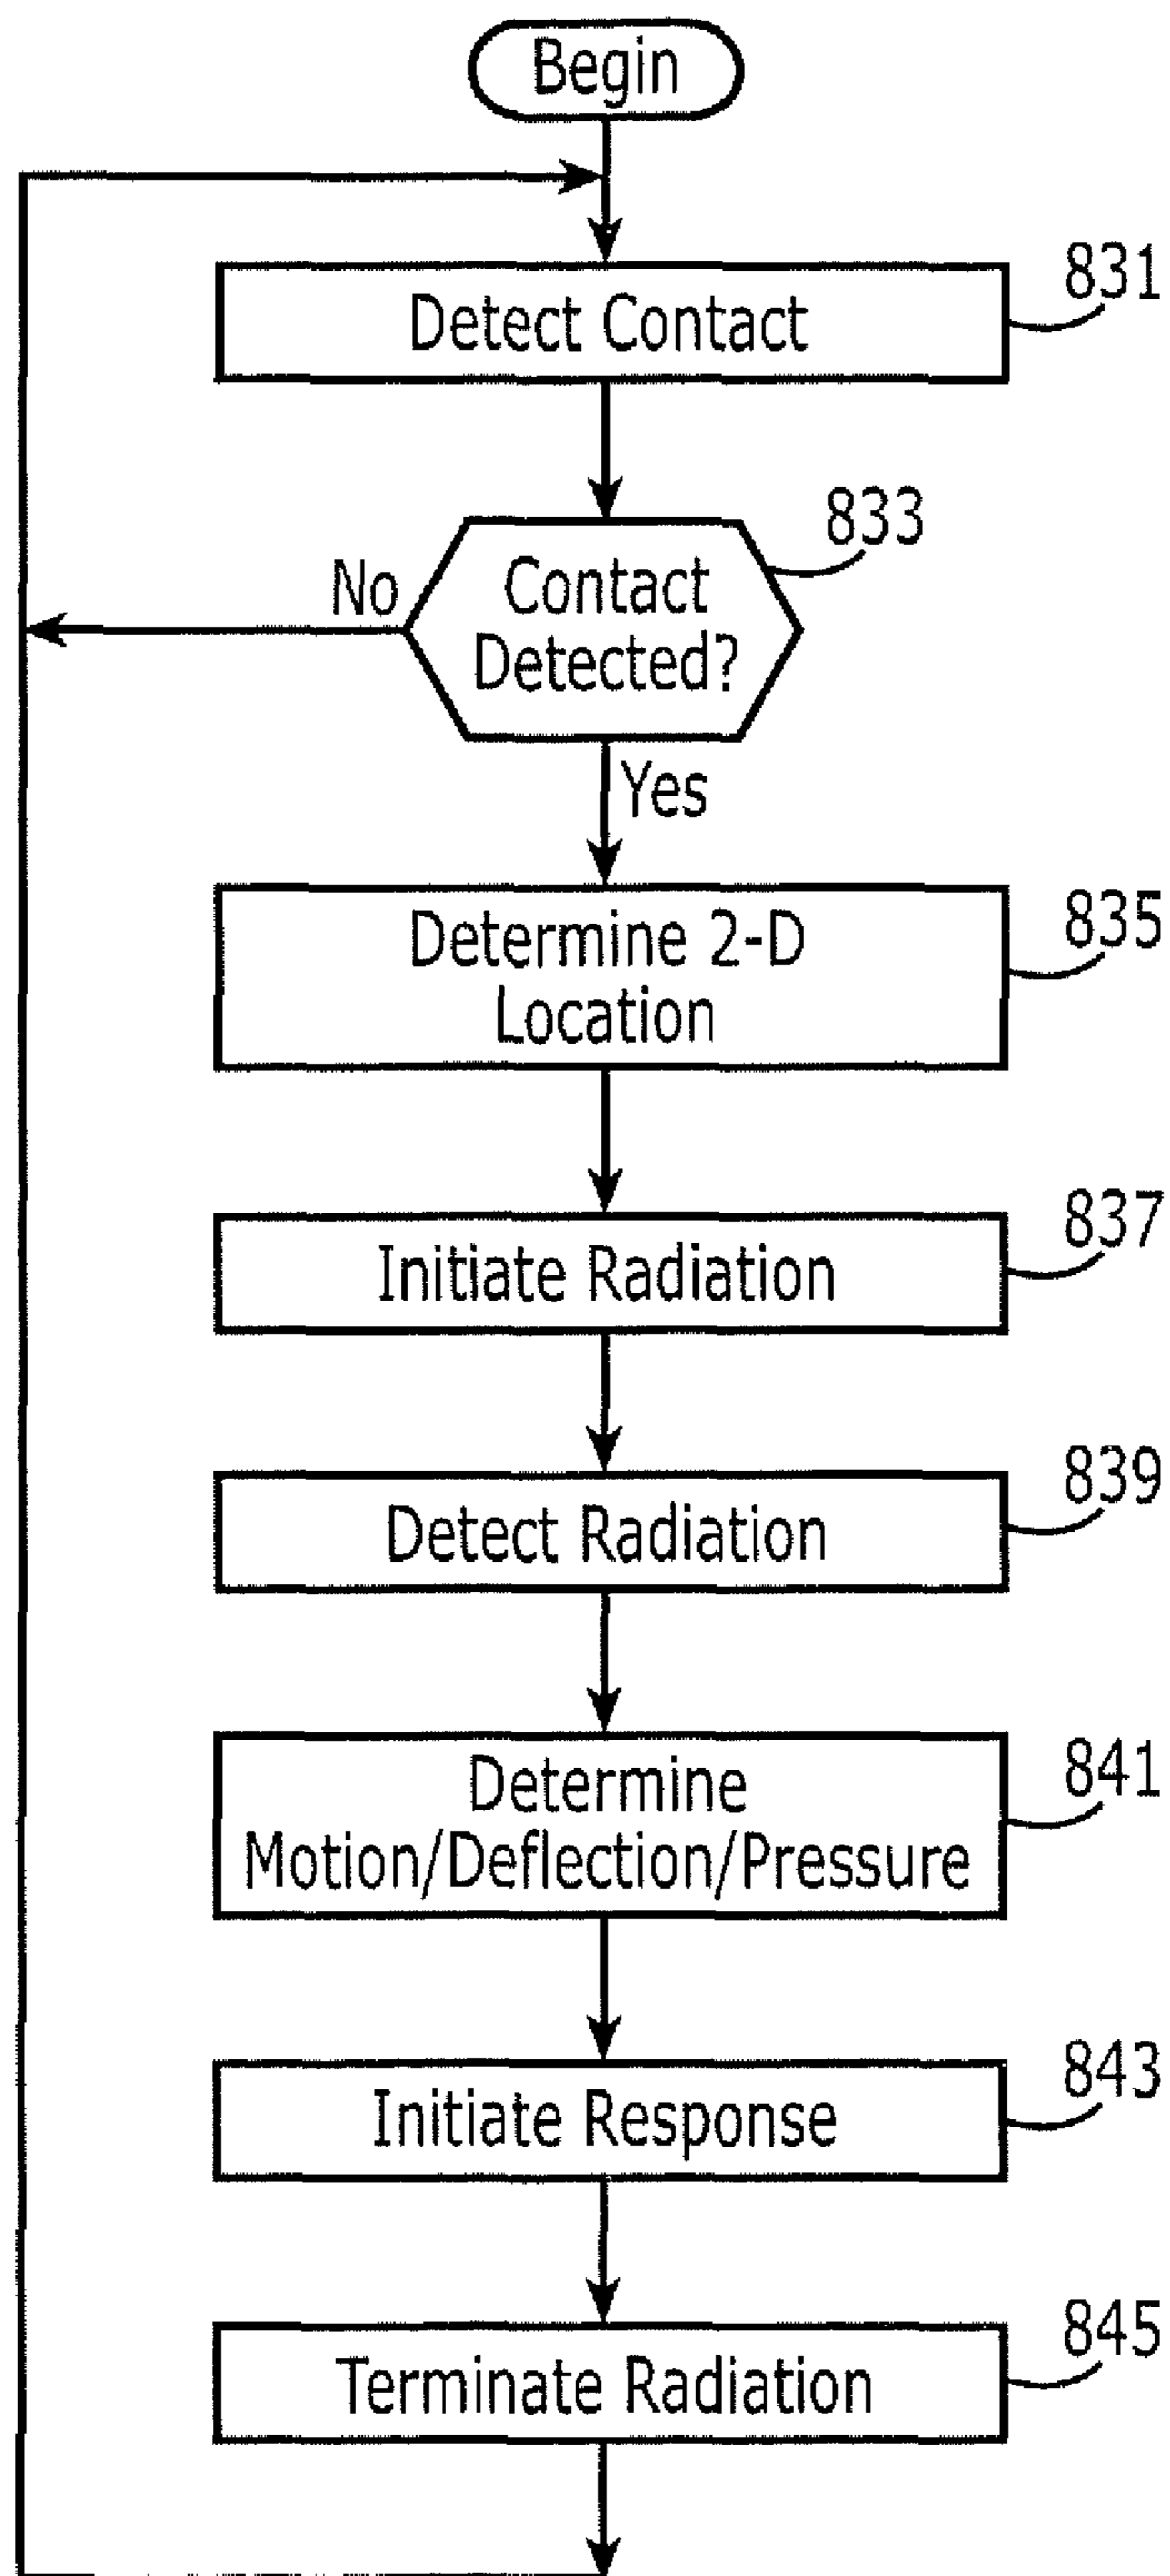 Begin
Detect Contact
831
Contact
Detected?
833
No
Yes
Determine 2-D
Location
835
Initiate Radiation
837
Detect Radiation
839
Determine
Motion/Deflection/Pressure
841
Initiate Response
843
Terminate Radiation
845